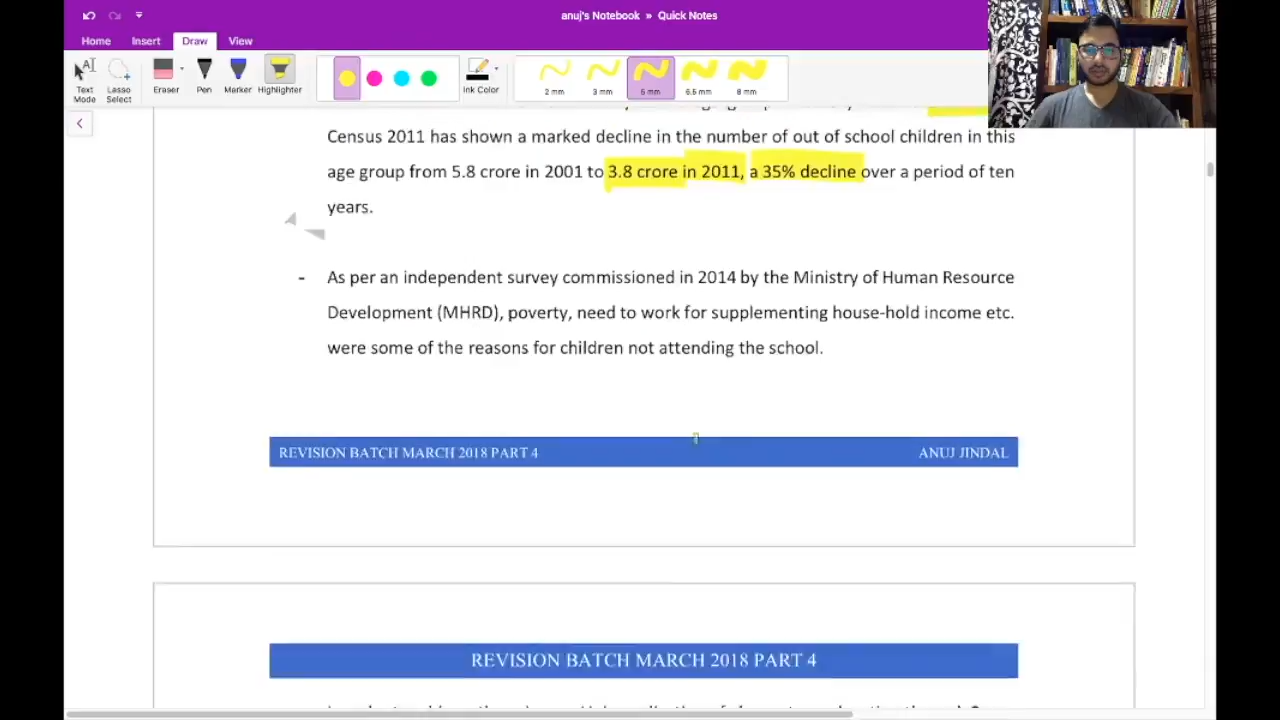 anuj's Notebook » Quick Notes
Home Insert Draw View
Text Mode
Lasso Select
Eraser
Pen
Marker
Highlighter
Ink Color
2 mm
3 mm
5 mm
6.5 mm
8 mm
Census 2011 has shown a marked decline in the number of out of school children in this
age group from 5.8 crore in 2001 to 3.8 crore in 2011, a 35% decline over a period of ten
years.
- As per an independent survey commissioned in 2014 by the Ministry of Human Resource
Development (MHRD), poverty, need to work for supplementing house-hold income etc.
were some of the reasons for children not attending the school.
REVISION BATCH MARCH 2018 PART 4 ANUJ JINDAL
REVISION BATCH MARCH 2018 PART 4